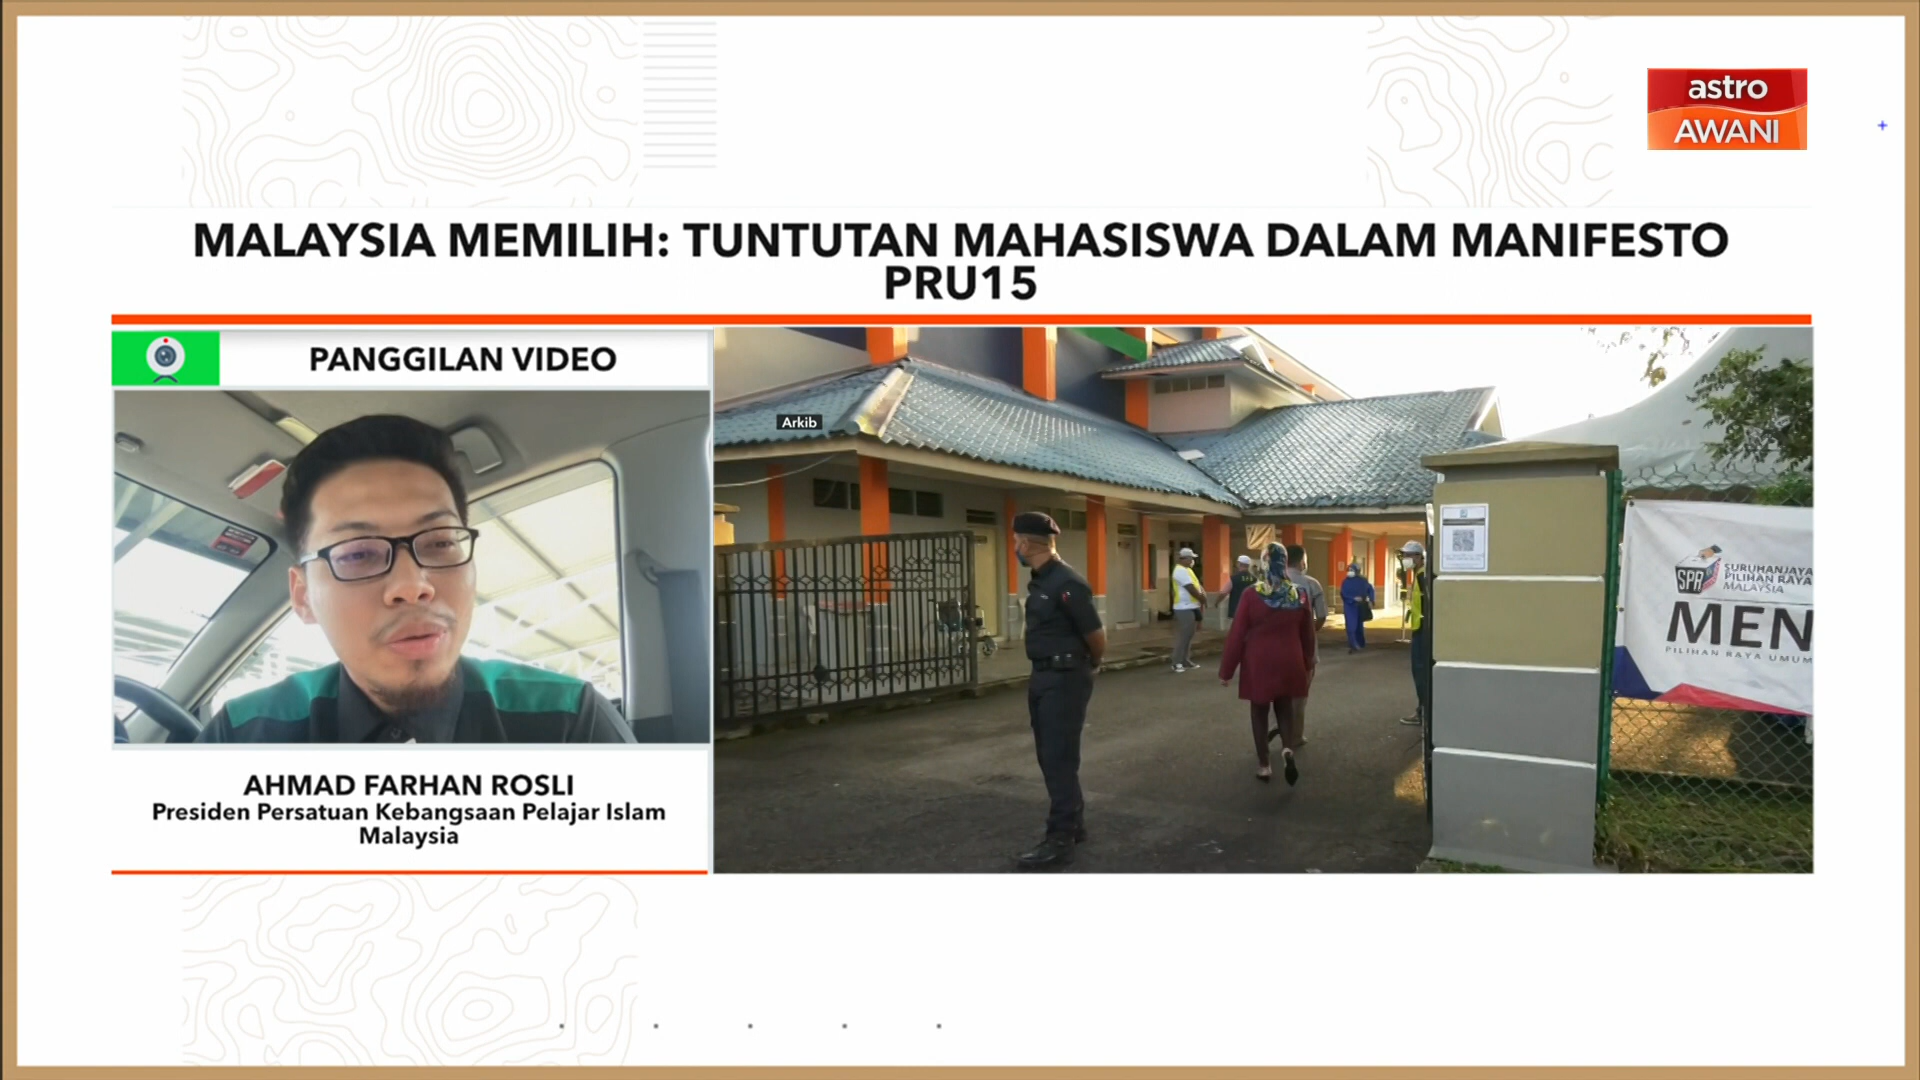 astro
AWANI
MALAYSIA MEMILIH: TUNTUTAN MAHASISWA DALAM MANIFESTO
PRU15
PANGGILAN VIDEO
Arkib
SPR
SURUHANJAYA
PILIHAN RAYA
MALAYSIA
MEN
PILIHAN RAYA UMUM
AHMAD FARHAN ROSLI
Presiden Persatuan Kebangsaan Pelajar Islam
Malaysia